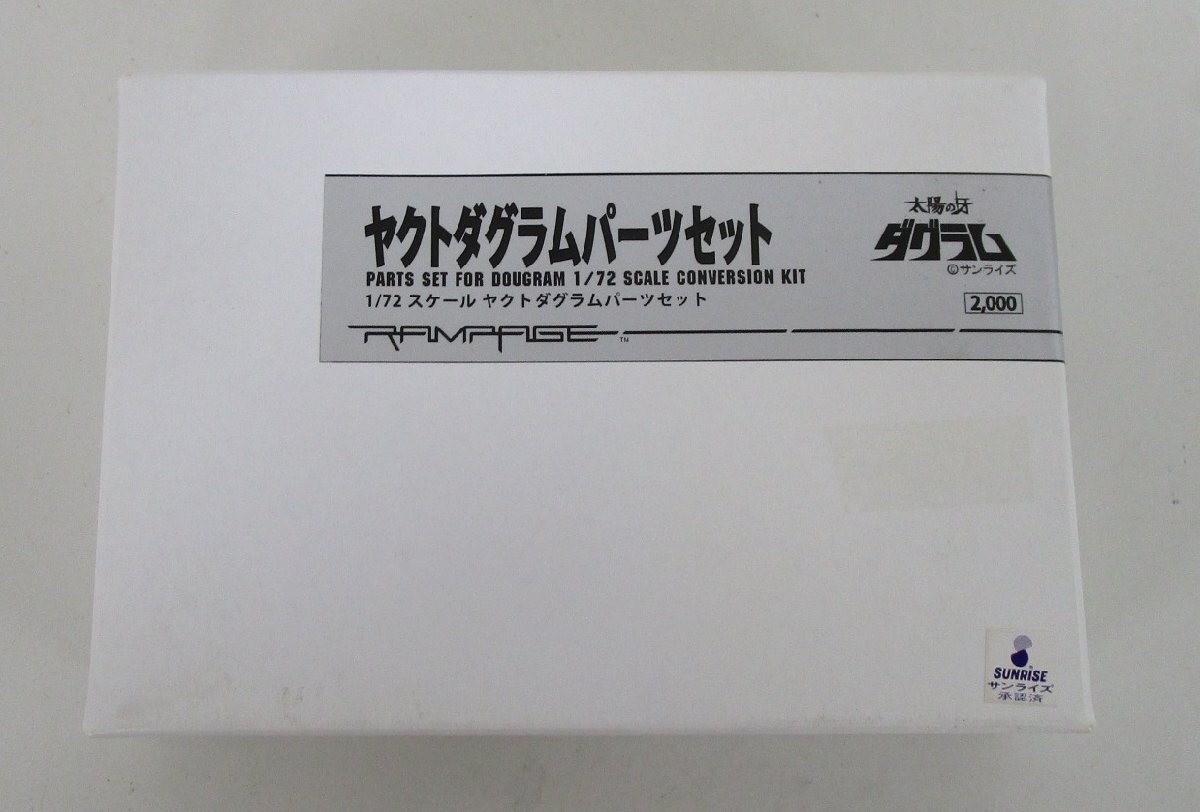 ヤクトダグラムパーツセット
PARTS SET FOR DOUGRAM 1/72 SCALE CONVERSION KIT
1/72 スケール ヤクトダグラムパーツセット
RAMPAGE TM
太陽の牙
ダグラム
©サンライズ
2,000
SUNRISE
サンライズ
承認済